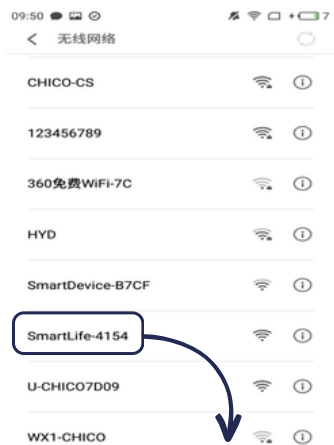 09:50 7
无线网络
CHICO-CS
123456789
360免费WiFi-7C
HYD
SmartDevice-B7CF
SmartLife-4154
U-CHICO7D09
WX1-CHICO